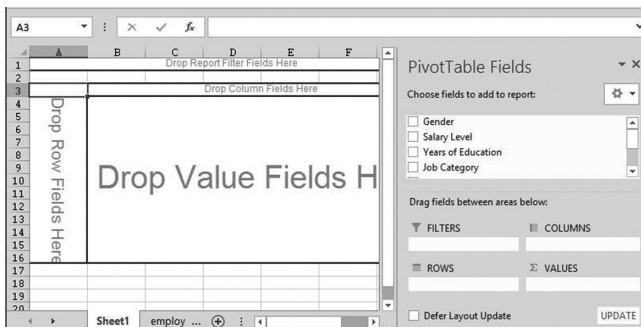 A3
fx
A B C D E F
1 Drop Report Filter Fields Here
2
3 Drop Column Fields Here
4
5
6
7
8
9
10
11
12
13
14
15
16
17
18
19
20
Drop Row Fields Here
Drop Value Fields H
Sheet1 employ ...
PivotTable Fields
Choose fields to add to report:
Gender
Salary Level
Years of Education
Job Category
Drag fields between areas below:
FILTERS COLUMNS
ROWS Σ VALUES
Defer Layout Update UPDATE